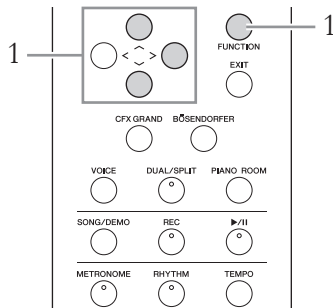 1
1
< >
FUNCTION
EXIT
CFX GRAND BÖSENDORFER
VOICE DUAL/SPLIT PIANO ROOM
SONG/DEMO REC ►/II
METRONOME RHYTHM TEMPO